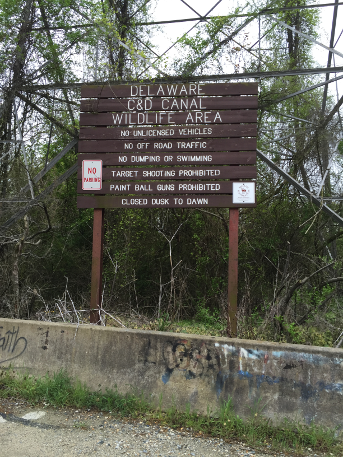 DELAWARE
C&D CANAL
WILDLIFE AREA
NO UNLICENSED VEHICLES
NO OFF ROAD TRAFFIC
NO DUMPING OR SWIMMING
TARGET SHOOTING PROHIBITED
PAINT BALL GUNS PROHIBITED
CLOSED DUSK TO DAWN
NO
PARKING